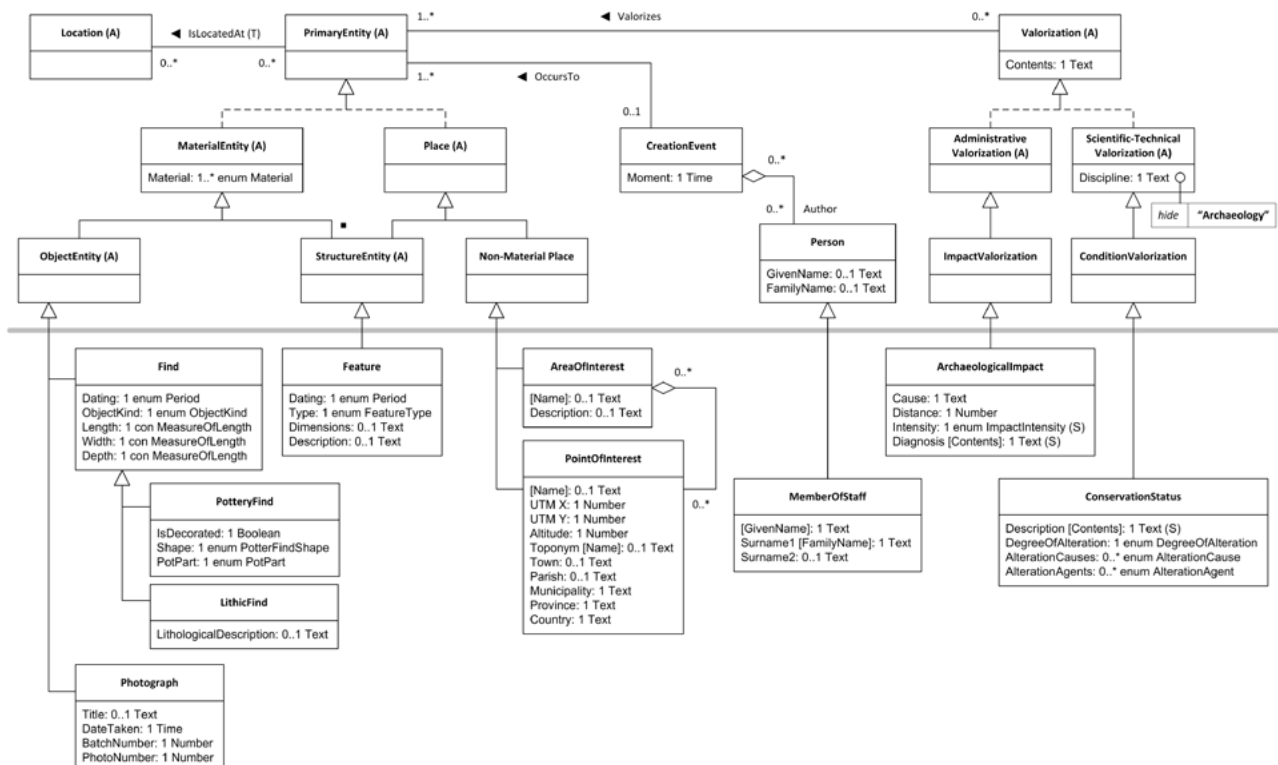 Location (A)
◄ IsLocatedAt (T)
0..*
0..*
PrimaryEntity (A)
1..*
◄ Valorizes
0..*
Valorization (A)
Contents: 1 Text
1..*
◄ OccursTo
0..1
MaterialEntity (A)
Material: 1..* enum Material
Place (A)
CreationEvent
Moment: 1 Time
0..*
0..*
Author
Administrative
Valorization (A)
Scientific-Technical
Valorization (A)
Discipline: 1 Text
hide
"Archaeology"
ObjectEntity (A)
StructureEntity (A)
Non-Material Place
Person
GivenName: 0..1 Text
FamilyName: 0..1 Text
ImpactValorization
ConditionValorization
Find
Dating: 1 enum Period
ObjectKind: 1 enum ObjectKind
Length: 1 con MeasureOfLength
Width: 1 con MeasureOfLength
Depth: 1 con MeasureOfLength
Feature
Dating: 1 enum Period
Type: 1 enum FeatureType
Dimensions: 0..1 Text
Description: 0..1 Text
AreaOfInterest
[Name]: 0..1 Text
Description: 0..1 Text
0..*
0..*
ArchaeologicalImpact
Cause: 1 Text
Distance: 1 Number
Intensity: 1 enum ImpactIntensity (S)
Diagnosis [Contents]: 1 Text (S)
PointOfInterest
[Name]: 0..1 Text
UTM X: 1 Number
UTM Y: 1 Number
Altitude: 1 Number
Toponym [Name]: 0..1 Text
Town: 0..1 Text
Parish: 0..1 Text
Municipality: 1 Text
Province: 1 Text
Country: 1 Text
PotteryFind
IsDecorated: 1 Boolean
Shape: 1 enum PotterFindShape
PotPart: 1 enum PotPart
MemberOfStaff
[GivenName]: 1 Text
Surname1 [FamilyName]: 1 Text
Surname2: 0..1 Text
ConservationStatus
Description [Contents]: 1 Text (S)
DegreeOfAlteration: 1 enum DegreeOfAlteration
AlterationCauses: 0..* enum AlterationCause
AlterationAgents: 0..* enum AlterationAgent
LithicFind
LithologicalDescription: 0..1 Text
Photograph
Title: 0..1 Text
DateTaken: 1 Time
BatchNumber: 1 Number
PhotoNumber: 1 Number